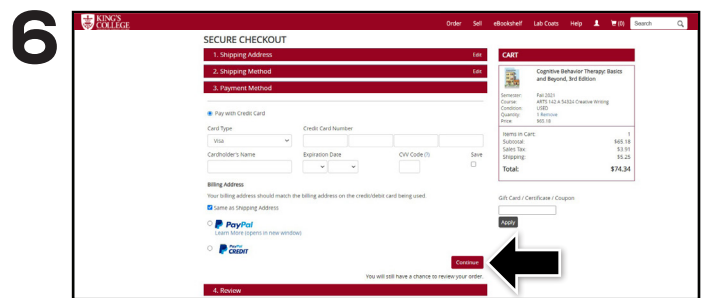 6
KING'S COLLEGE
Order Sell eBookshelf Lab Coats Help (0) Search
SECURE CHECKOUT
1. Shipping Address Edit
2. Shipping Method Edit
3. Payment Method
Pay with Credit Card
Card Type Credit Card Number
Visa
Cardholder's Name Expiration Date CVV Code (?) Save
Billing Address
Your billing address should match the billing address on the credit/debit card being used.
Same as Shipping Address
PayPal
Learn More (opens in new window)
PayPal CREDIT
Continue
You will still have a chance to review your order.
4. Review
CART
Cognitive Behavior Therapy: Basics
and Beyond, 3rd Edition
Semester: Fall 2021
Course: ARTS 142 A 54324 Creative Writing
Condition: USED
Quantity: 1 Remove
Price: $65.18
Items in Cart: 1
Subtotal: $65.18
Sales Tax: $3.91
Shipping: $5.25
Total: $74.34
Gift Card / Certificate / Coupon
Apply